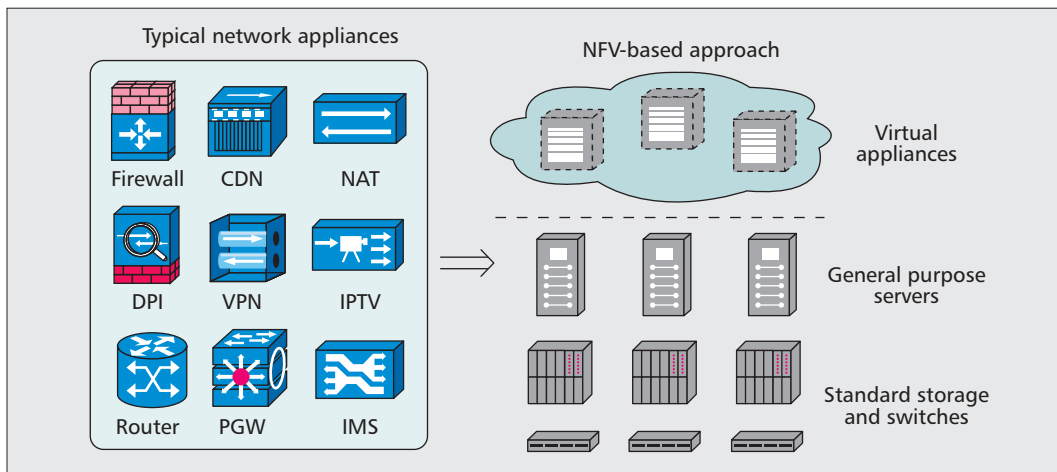 Typical network appliances
Firewall
CDN
NAT
DPI
VPN
IPTV
Router
PGW
IMS
NFV-based approach
Virtual
appliances
General purpose
servers
Standard storage
and switches